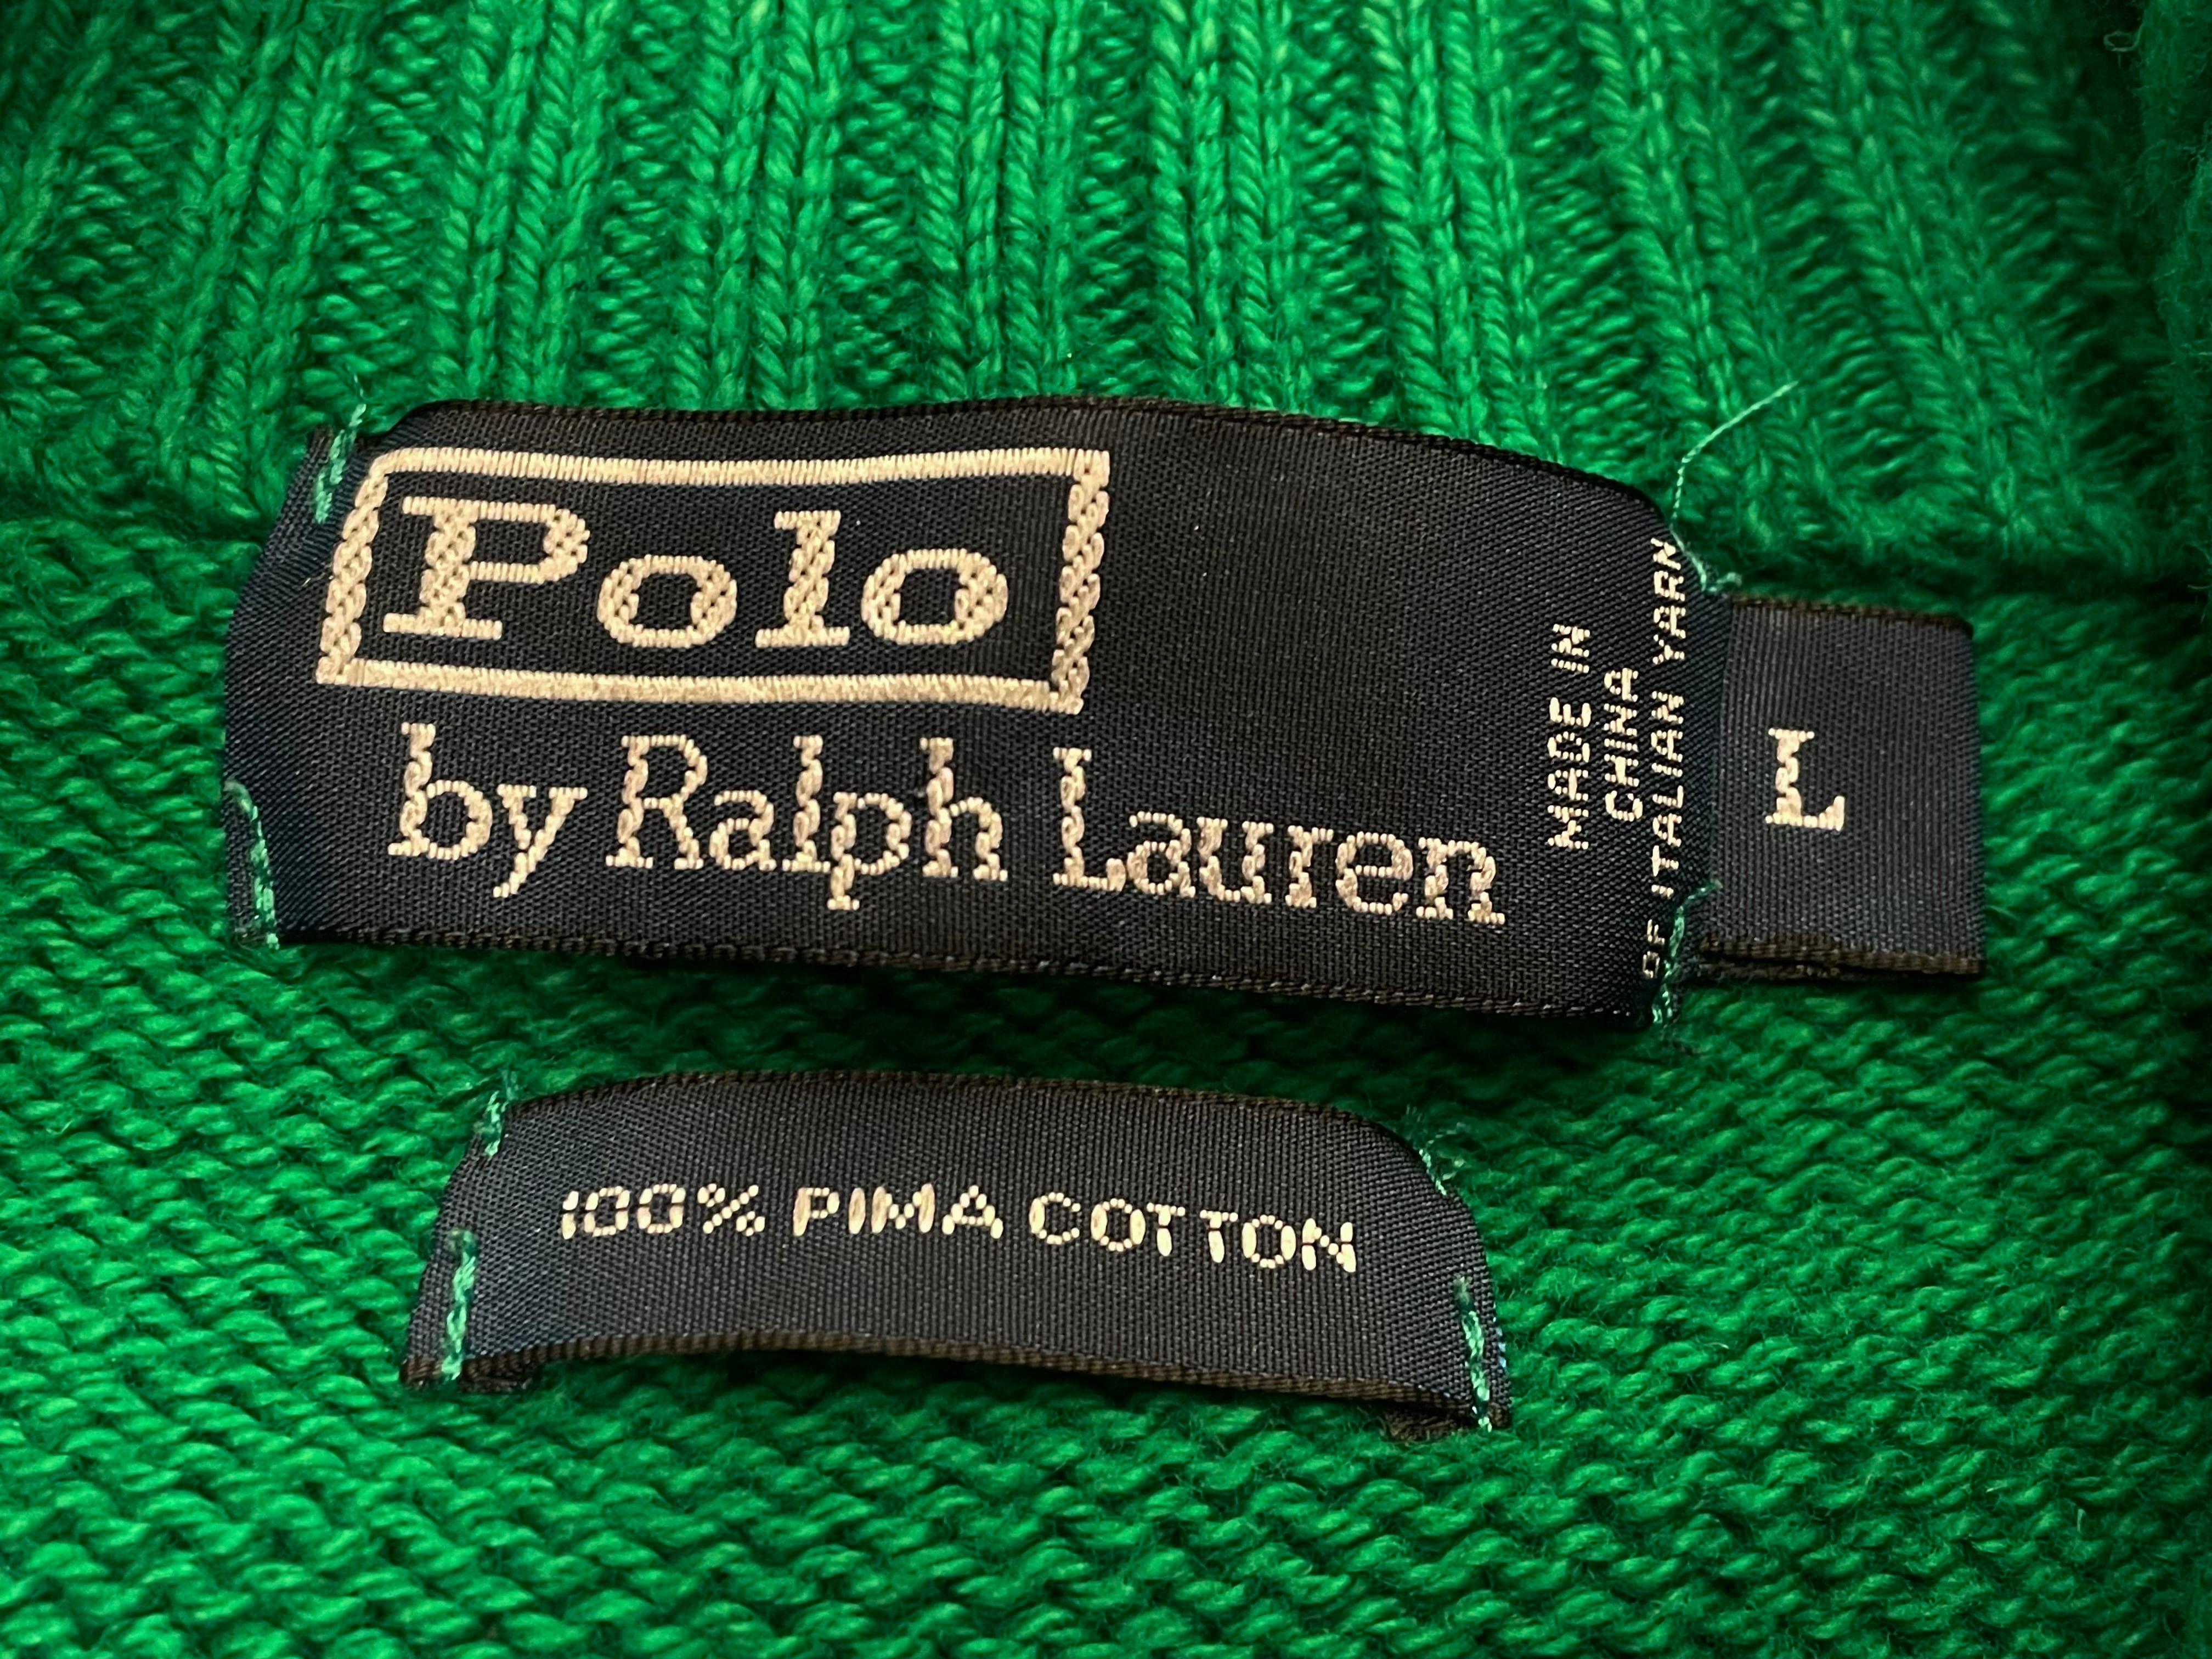 Polo
by Ralph Lauren
MADE IN
CHINA
OF ITALIAN YARN
L
100% PIMA COTTON